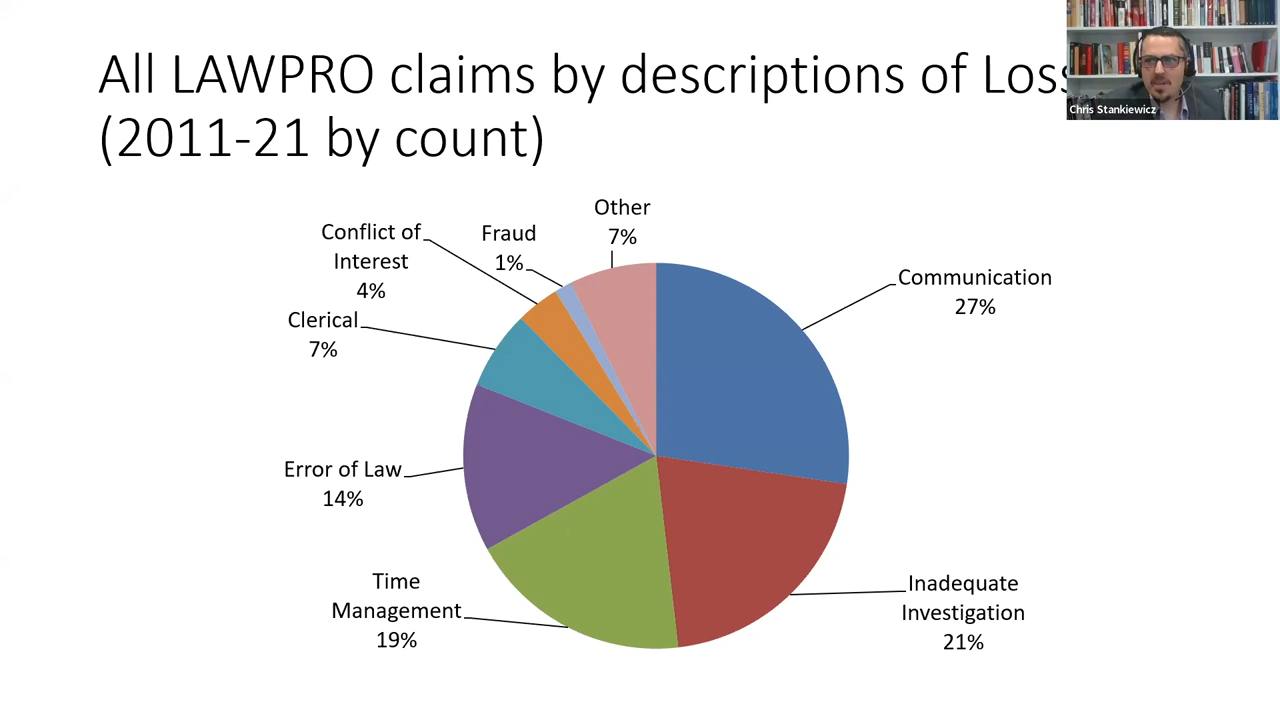 All LAWPRO claims by descriptions of Loss
(2011-21 by count)
Chris Stankiewicz
Other
7%
Fraud
1%
Conflict of
Interest
4%
Clerical
7%
Communication
27%
Error of Law
14%
Time
Management
19%
Inadequate
Investigation
21%